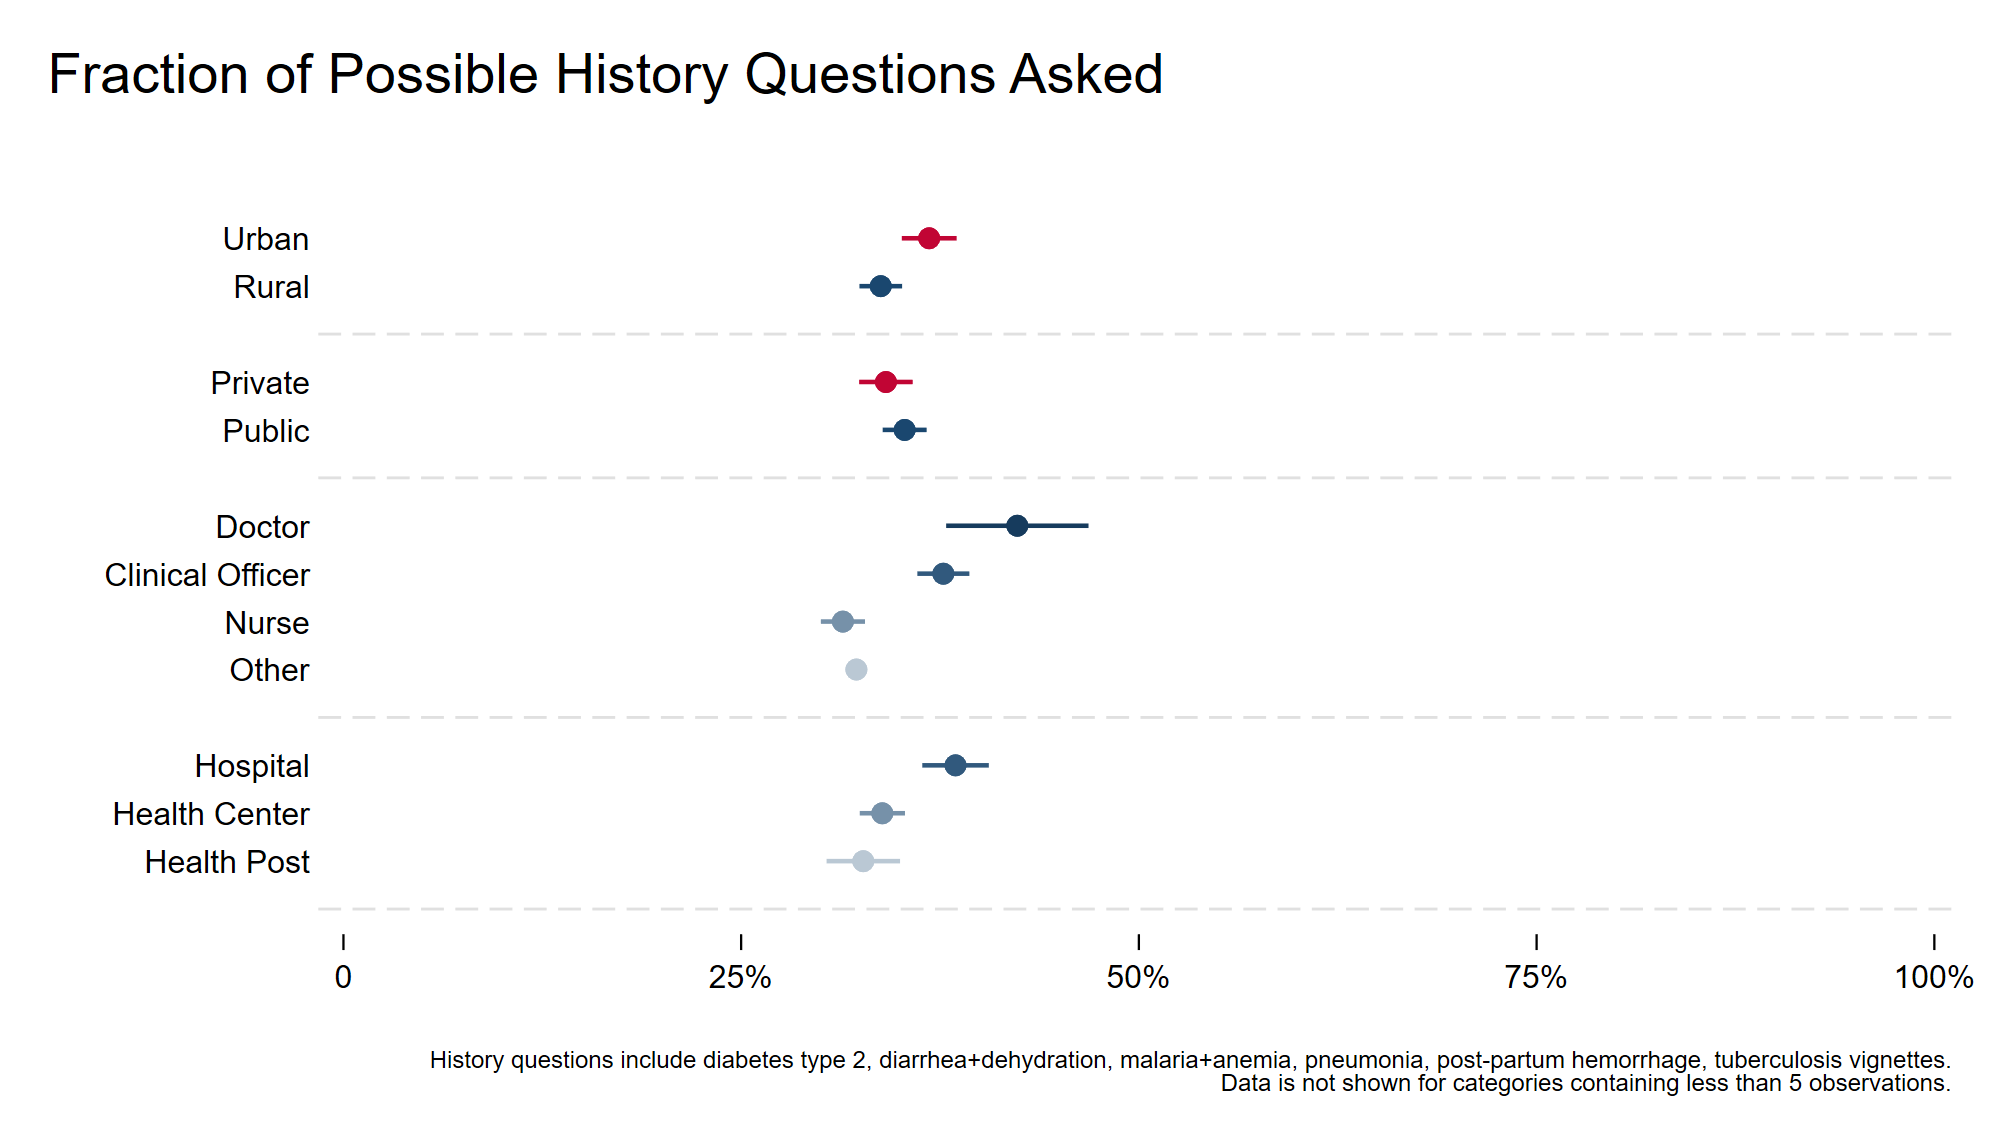 Fraction of Possible History Questions Asked
Urban
Rural
Private
Public
Doctor
Clinical Officer
Nurse
Other
Hospital
Health Center
Health Post
0 25% 50% 75% 100%
History questions include diabetes type 2, diarrhea+dehydration, malaria+anemia, pneumonia, post-partum hemorrhage, tuberculosis vignettes.
Data is not shown for categories containing less than 5 observations.